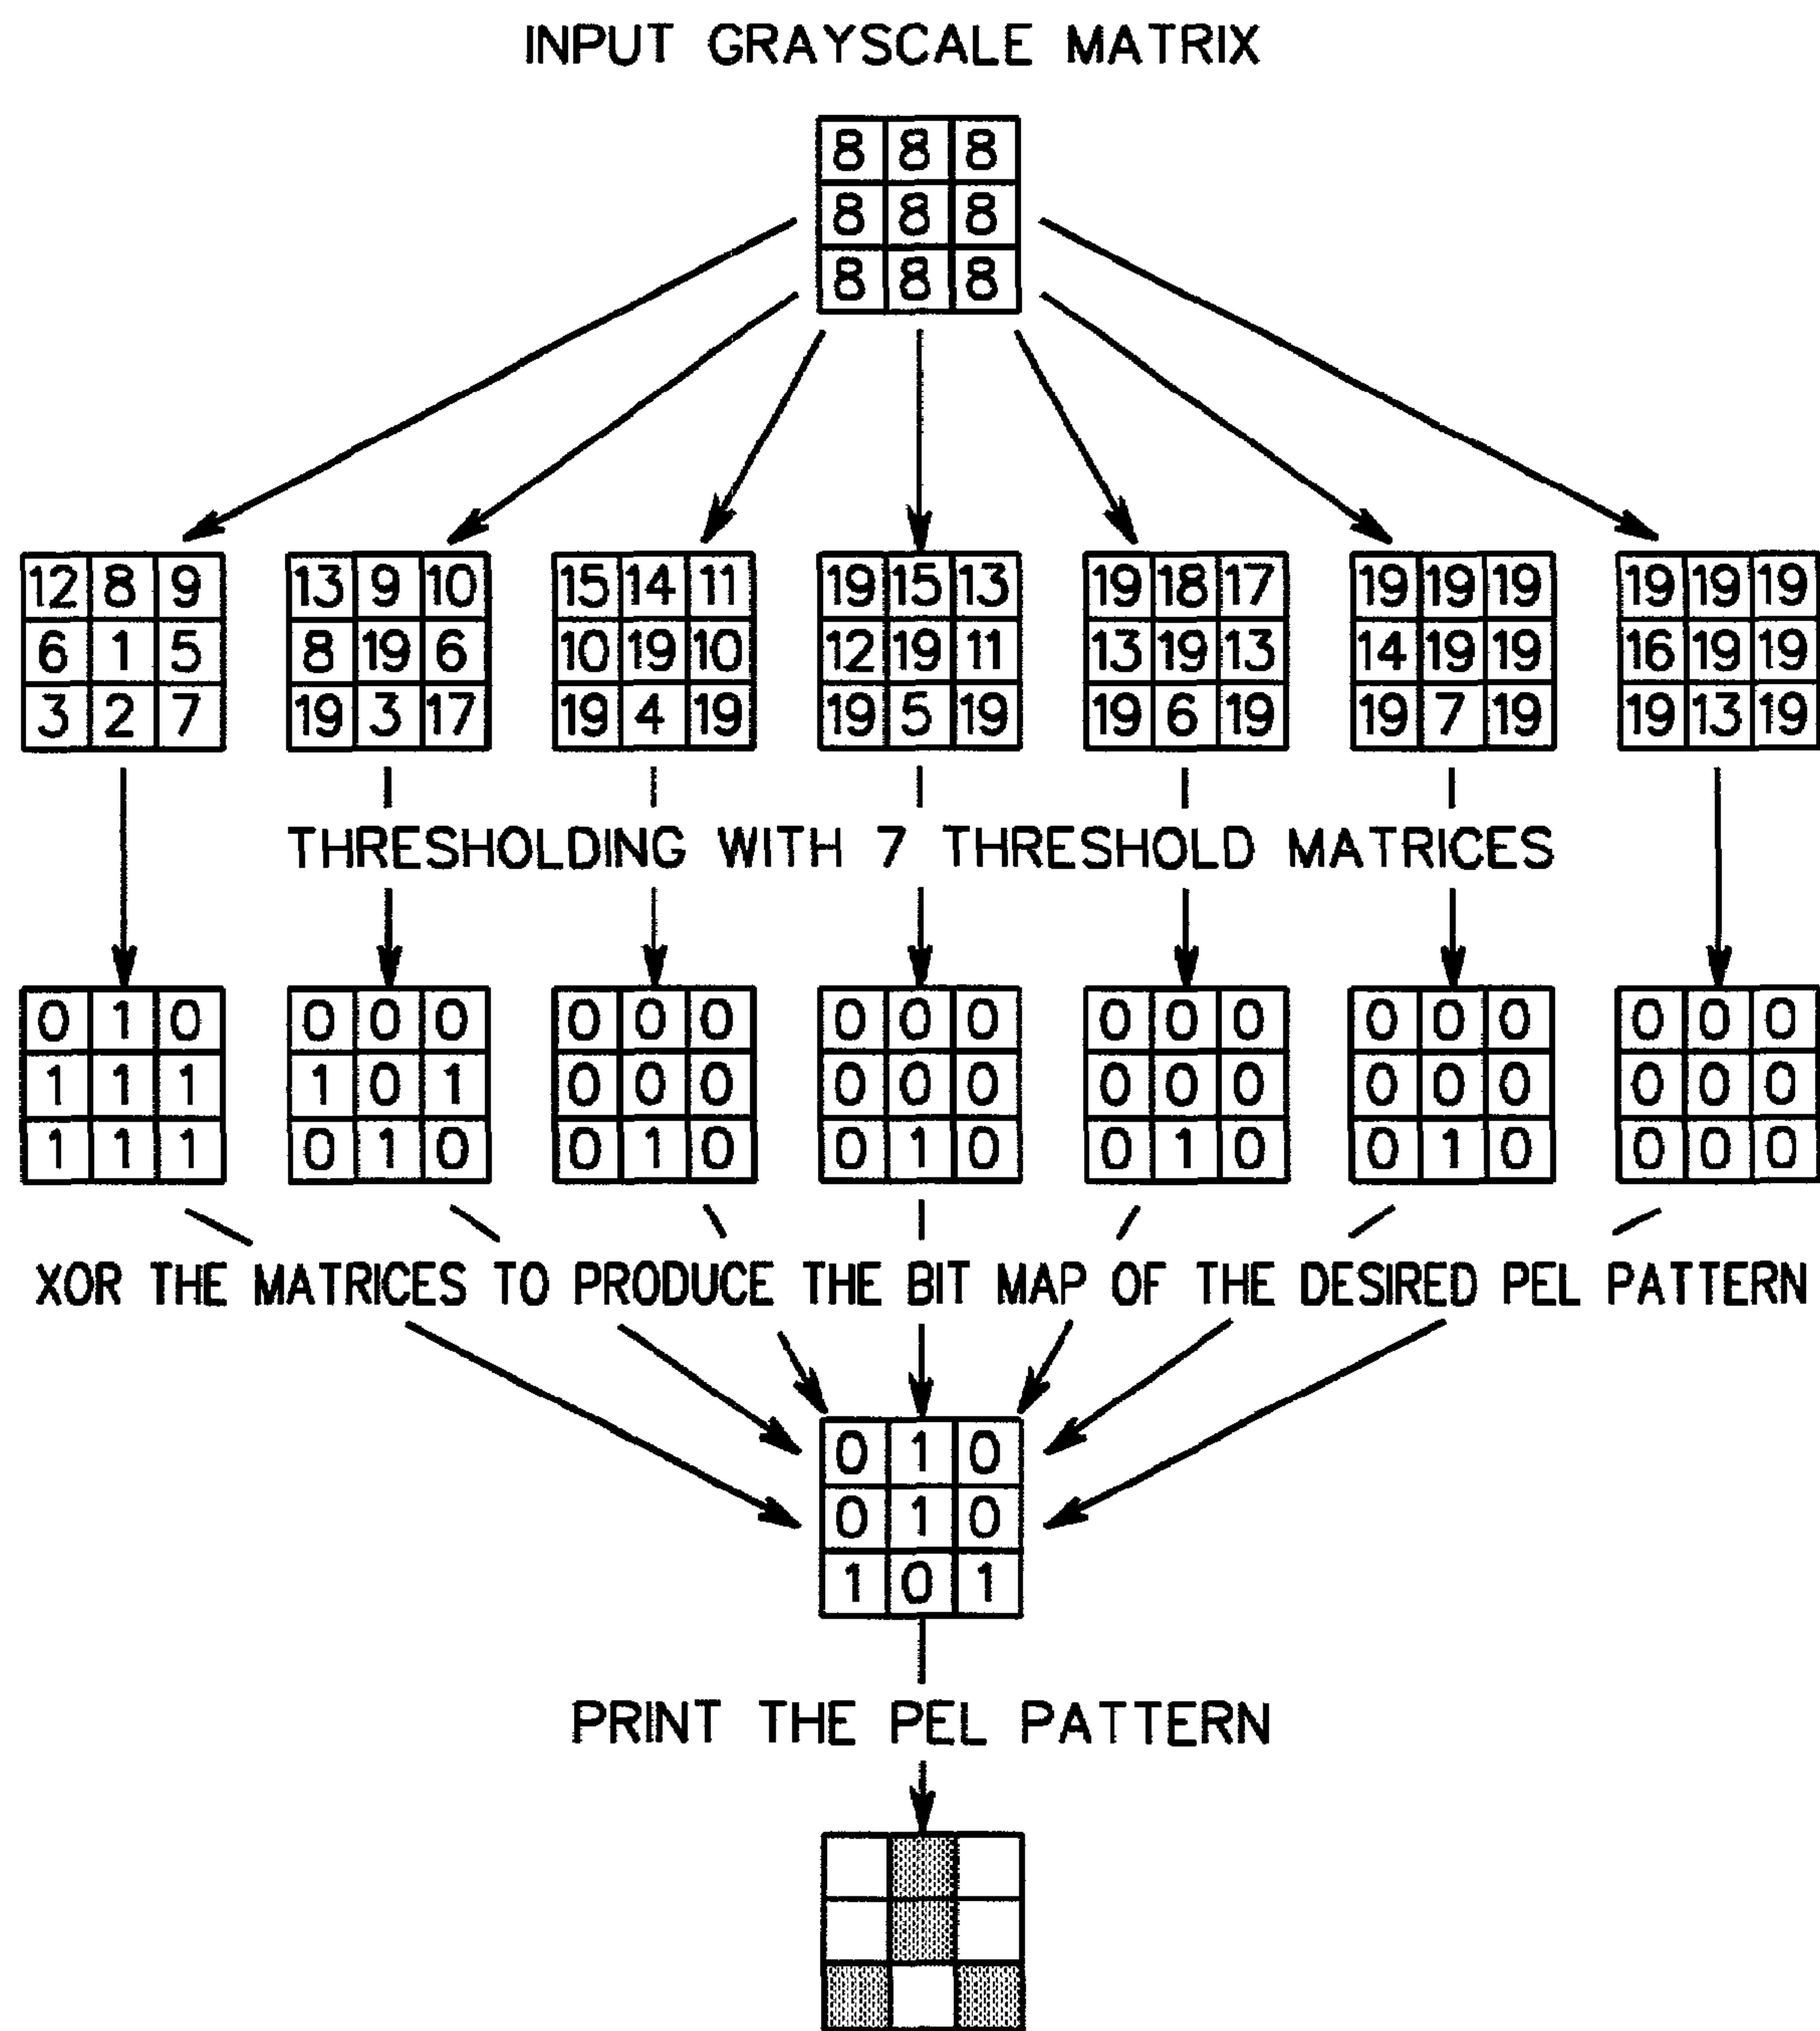 INPUT GRAYSCALE MATRIX
8 8 8
8 8 8
8 8 8
12 8 9 13 9 10 15 14 11 19 15 13 19 18 17 19 19 19 19 19 19
6 1 5 8 19 6 10 19 10 12 19 11 13 19 13 14 19 19 16 19 19
3 2 7 19 3 17 19 4 19 19 5 19 19 6 19 19 7 19 19 13 19
THRESHOLDING WITH 7 THRESHOLD MATRICES
0 1 0 0 0 0 0 0 0 0 0 0 0 0 0 0 0 0 0 0 0
1 1 1 1 0 1 0 0 0 0 0 0 0 0 0 0 0 0 0 0 0
1 1 1 0 1 0 0 1 0 0 1 0 0 1 0 0 1 0 0 0 0
XOR THE MATRICES TO PRODUCE THE BIT MAP OF THE DESIRED PEL PATTERN
0 1 0
0 1 0
1 0 1
PRINT THE PEL PATTERN